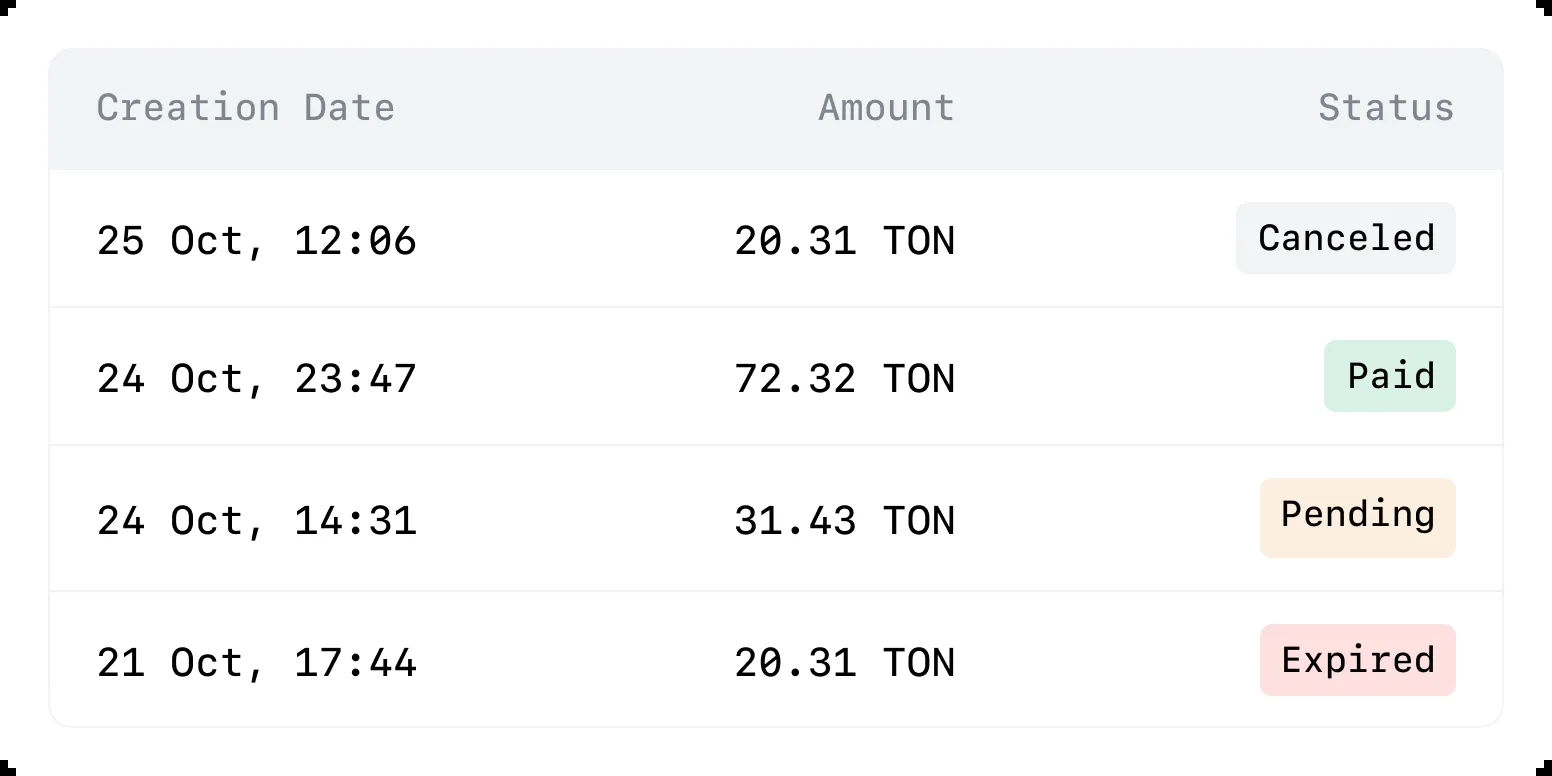 Creation Date Amount Status
25 Oct, 12:06 20.31 TON Canceled
24 Oct, 23:47 72.32 TON Paid
24 Oct, 14:31 31.43 TON Pending
21 Oct, 17:44 20.31 TON Expired